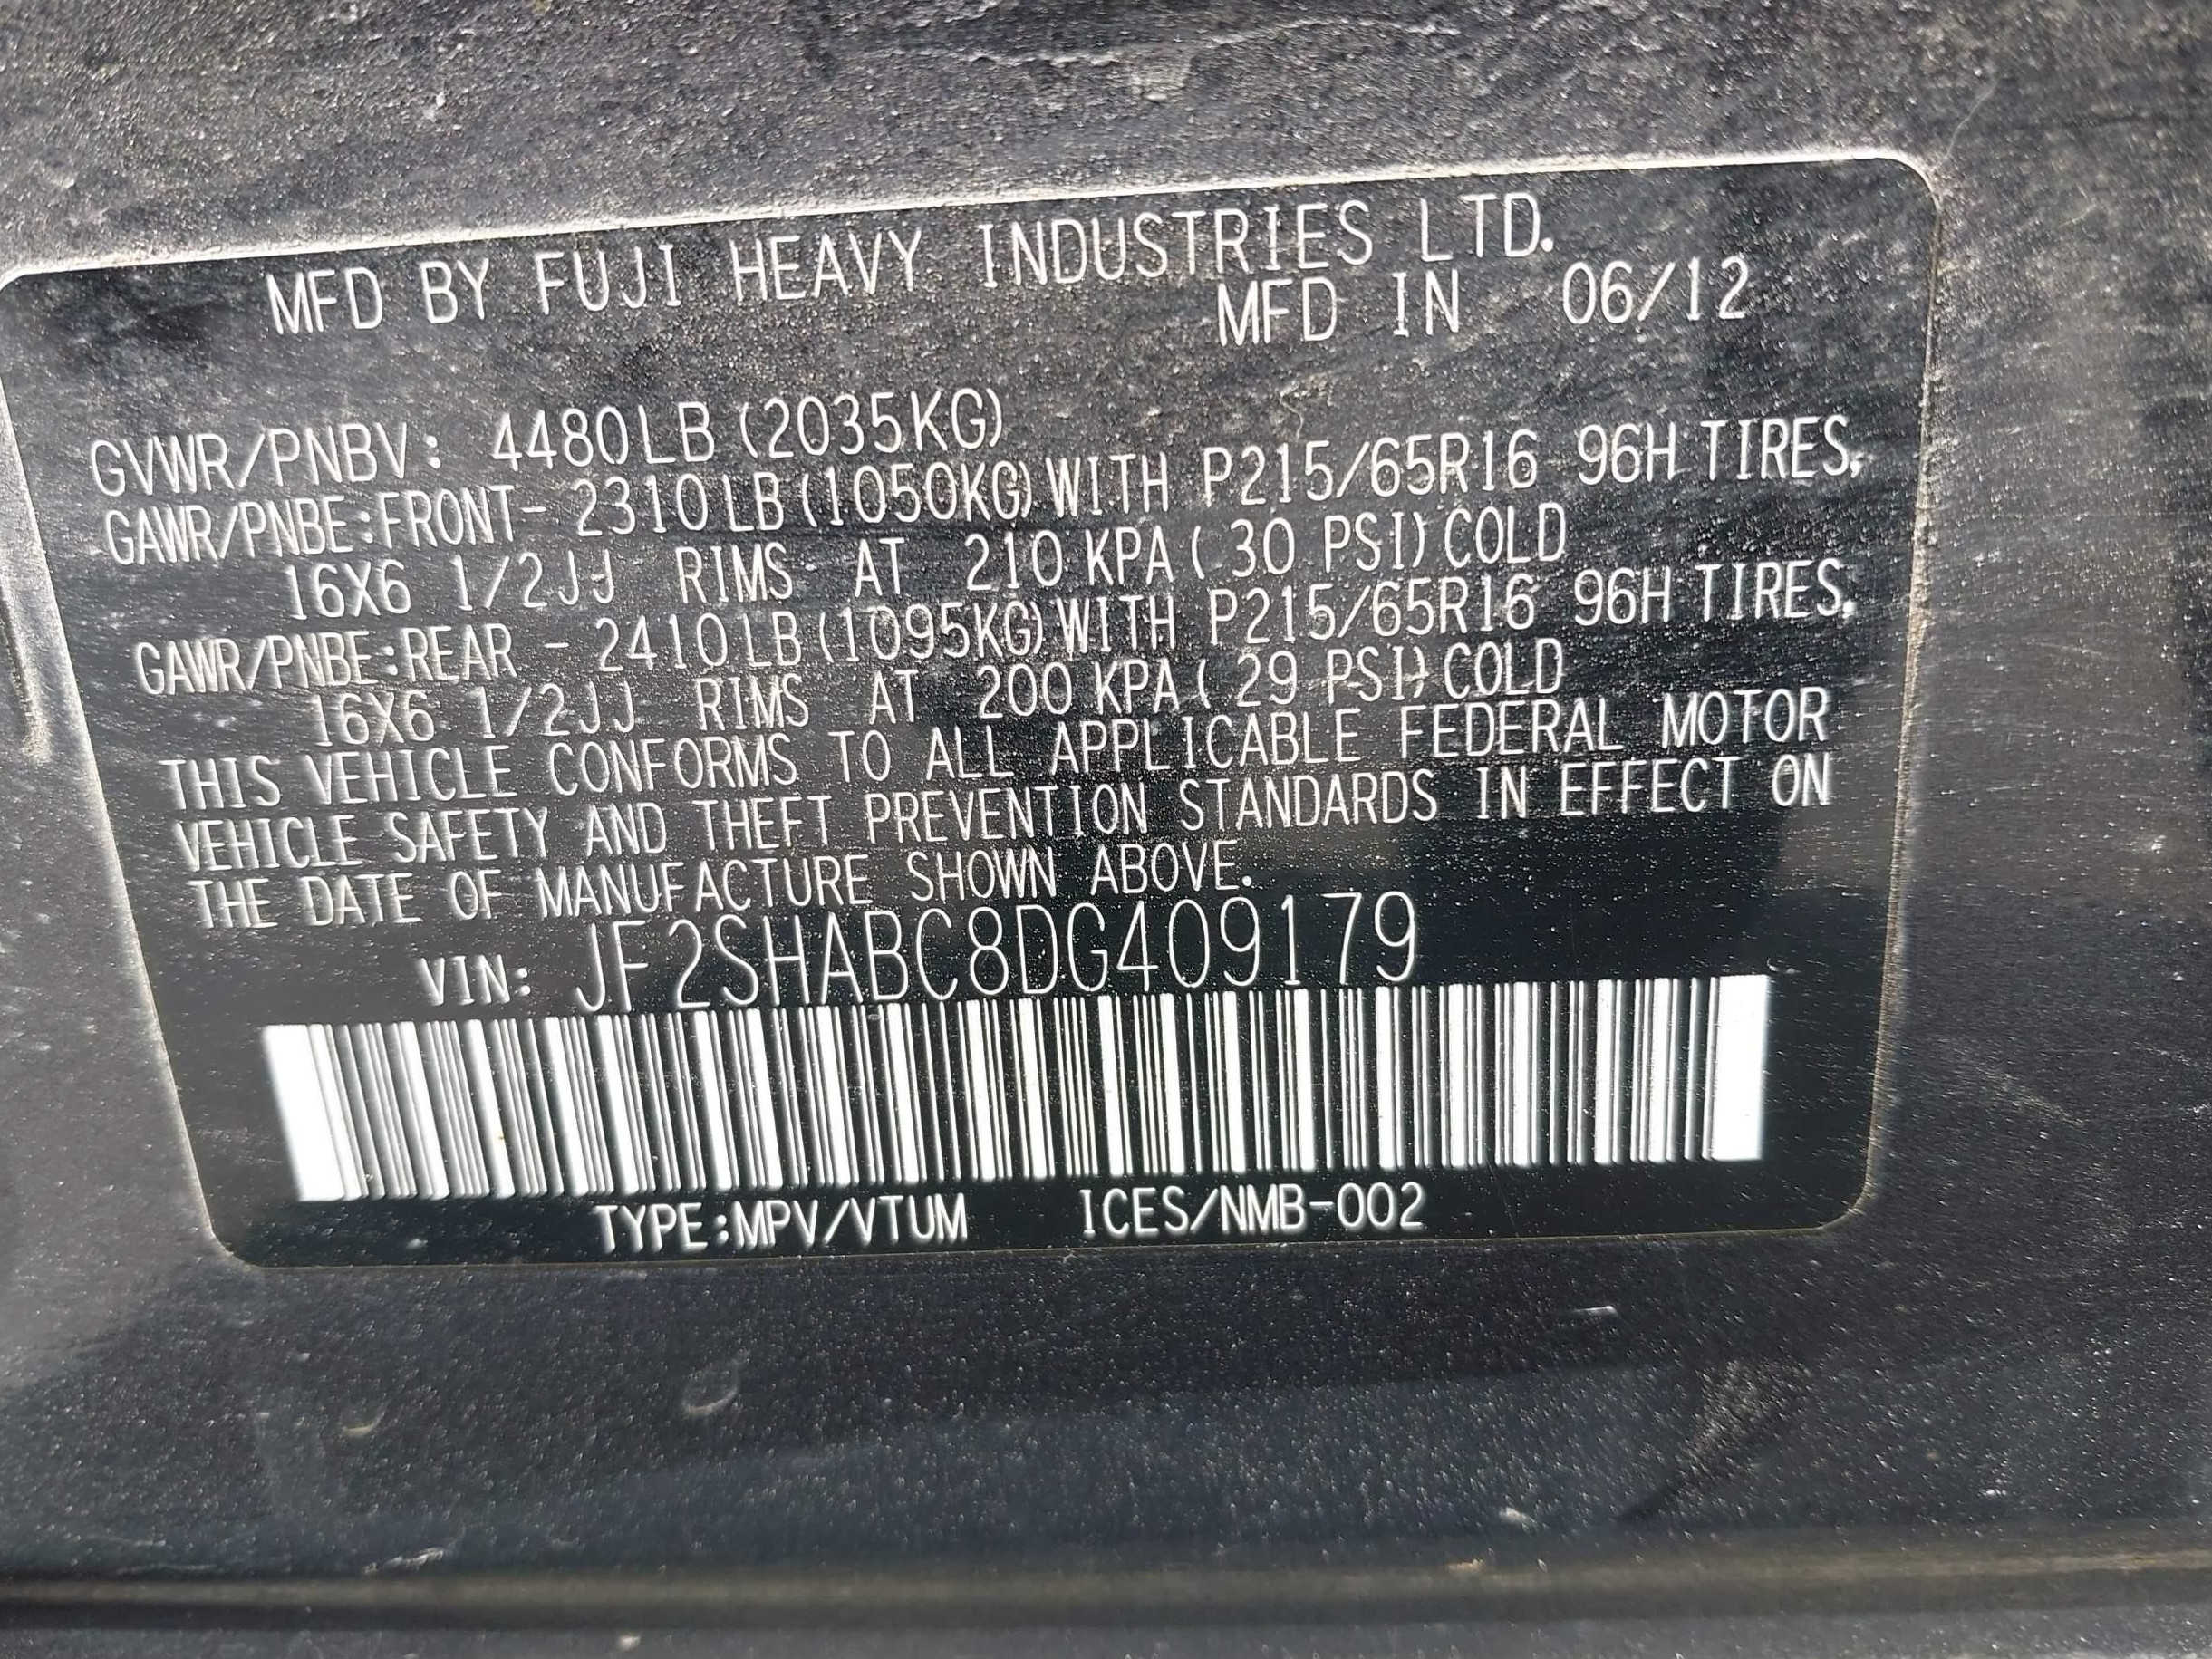 MFD BY FUJI HEAVY INDUSTRIES LTD.
MFD IN 06/12
GVWR/PNBV: 4480LB (2035KG)
GAWR/PNBE:FRONT- 2310LB (1050KG) WITH P215/65R16 96H TIRES,
16X6 1/2JJ RIMS AT 210 KPA ( 30 PSI) COLD
GAWR/PNBE:REAR - 2410LB (1095KG) WITH P215/65R16 96H TIRES,
16X6 1/2JJ RIMS AT 200 KPA ( 29 PSI) COLD
THIS VEHICLE CONFORMS TO ALL APPLICABLE FEDERAL MOTOR
VEHICLE SAFETY AND THEFT PREVENTION STANDARDS IN EFFECT ON
THE DATE OF MANUFACTURE SHOWN ABOVE.
VIN: JF2SHABC8DG409179
TYPE:MPV/VTUM ICES/NMB-002